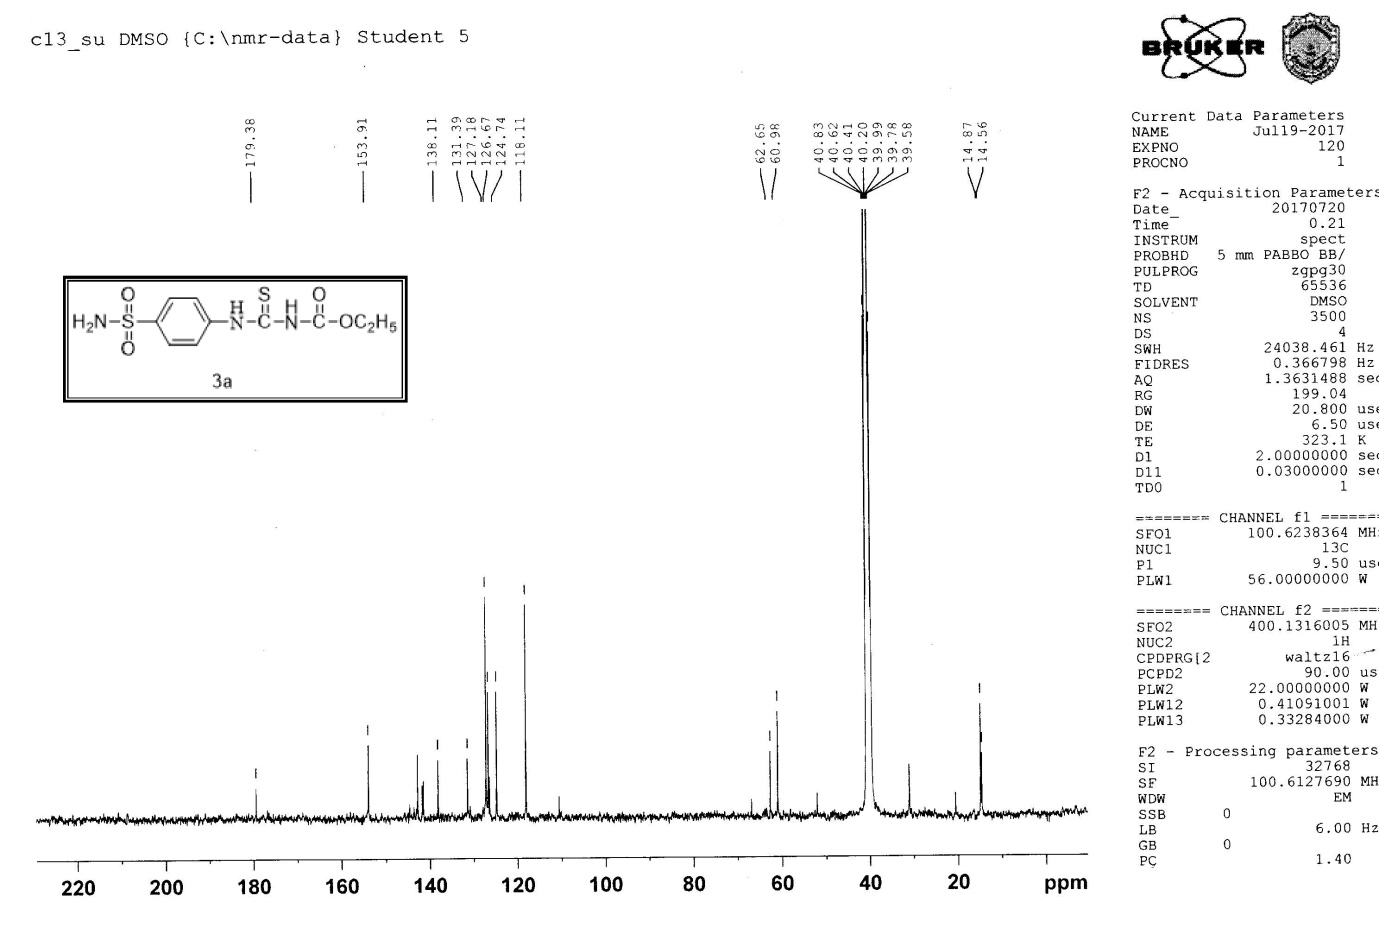 c13_su DMSO {C:\nmr-data} Student 5
BRUKER
179.38
153.91
138.11
131.39
127.18
126.67
124.74
118.11
62.65
60.98
40.83
40.62
40.41
40.20
39.99
39.78
39.58
14.87
14.56
H2N-S-
O
O
H
N
S
C
H
N
O
C
OC2H5
3a
Current Data Parameters
NAME Jul19-2017
EXPNO 120
PROCNO 1
F2 - Acquisition Parameters
Date_ 20170720
Time 0.21
INSTRUM spect
PROBHD 5 mm PABBO BB/
PULPROG zgpg30
TD 65536
SOLVENT DMSO
NS 3500
DS 4
SWH 24038.461 Hz
FIDRES 0.366798 Hz
AQ 1.3631488 sec
RG 199.04
DW 20.800 use
DE 6.50 use
TE 323.1 K
D1 2.00000000 sec
D11 0.03000000 sec
TD0 1
======== CHANNEL f1 =======
SFO1 100.6238364 MH
NUC1 13C
P1 9.50 use
PLW1 56.00000000 W
======== CHANNEL f2 =======
SFO2 400.1316005 MH
NUC2 1H
CPDPRG[2 waltz16
PCPD2 90.00 us
PLW2 22.00000000 W
PLW12 0.41091001 W
PLW13 0.33284000 W
F2 - Processing parameters
SI 32768
SF 100.6127690 MH
WDW EM
SSB 0
LB 6.00 Hz
GB 0
PC 1.40
220 200 180 160 140 120 100 80 60 40 20 ppm